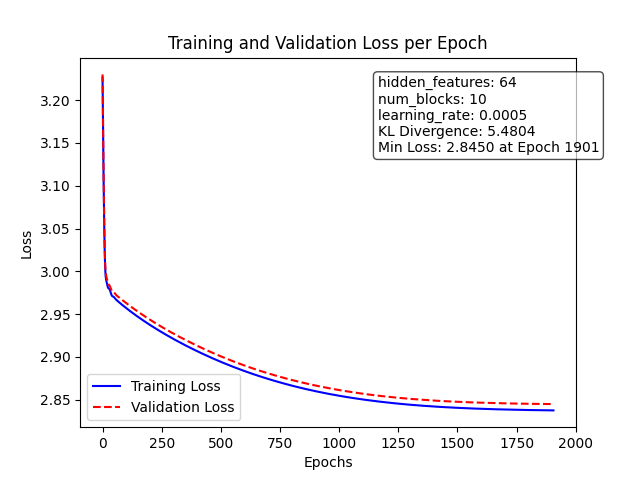 Training and Validation Loss per Epoch
hidden_features: 64
num_blocks: 10
learning_rate: 0.0005
KL Divergence: 5.4804
Min Loss: 2.8450 at Epoch 1901
3.20
3.15
3.10
3.05
3.00
2.95
2.90
2.85
Loss
Training Loss
Validation Loss
0 250 500 750 1000 1250 1500 1750 2000
Epochs